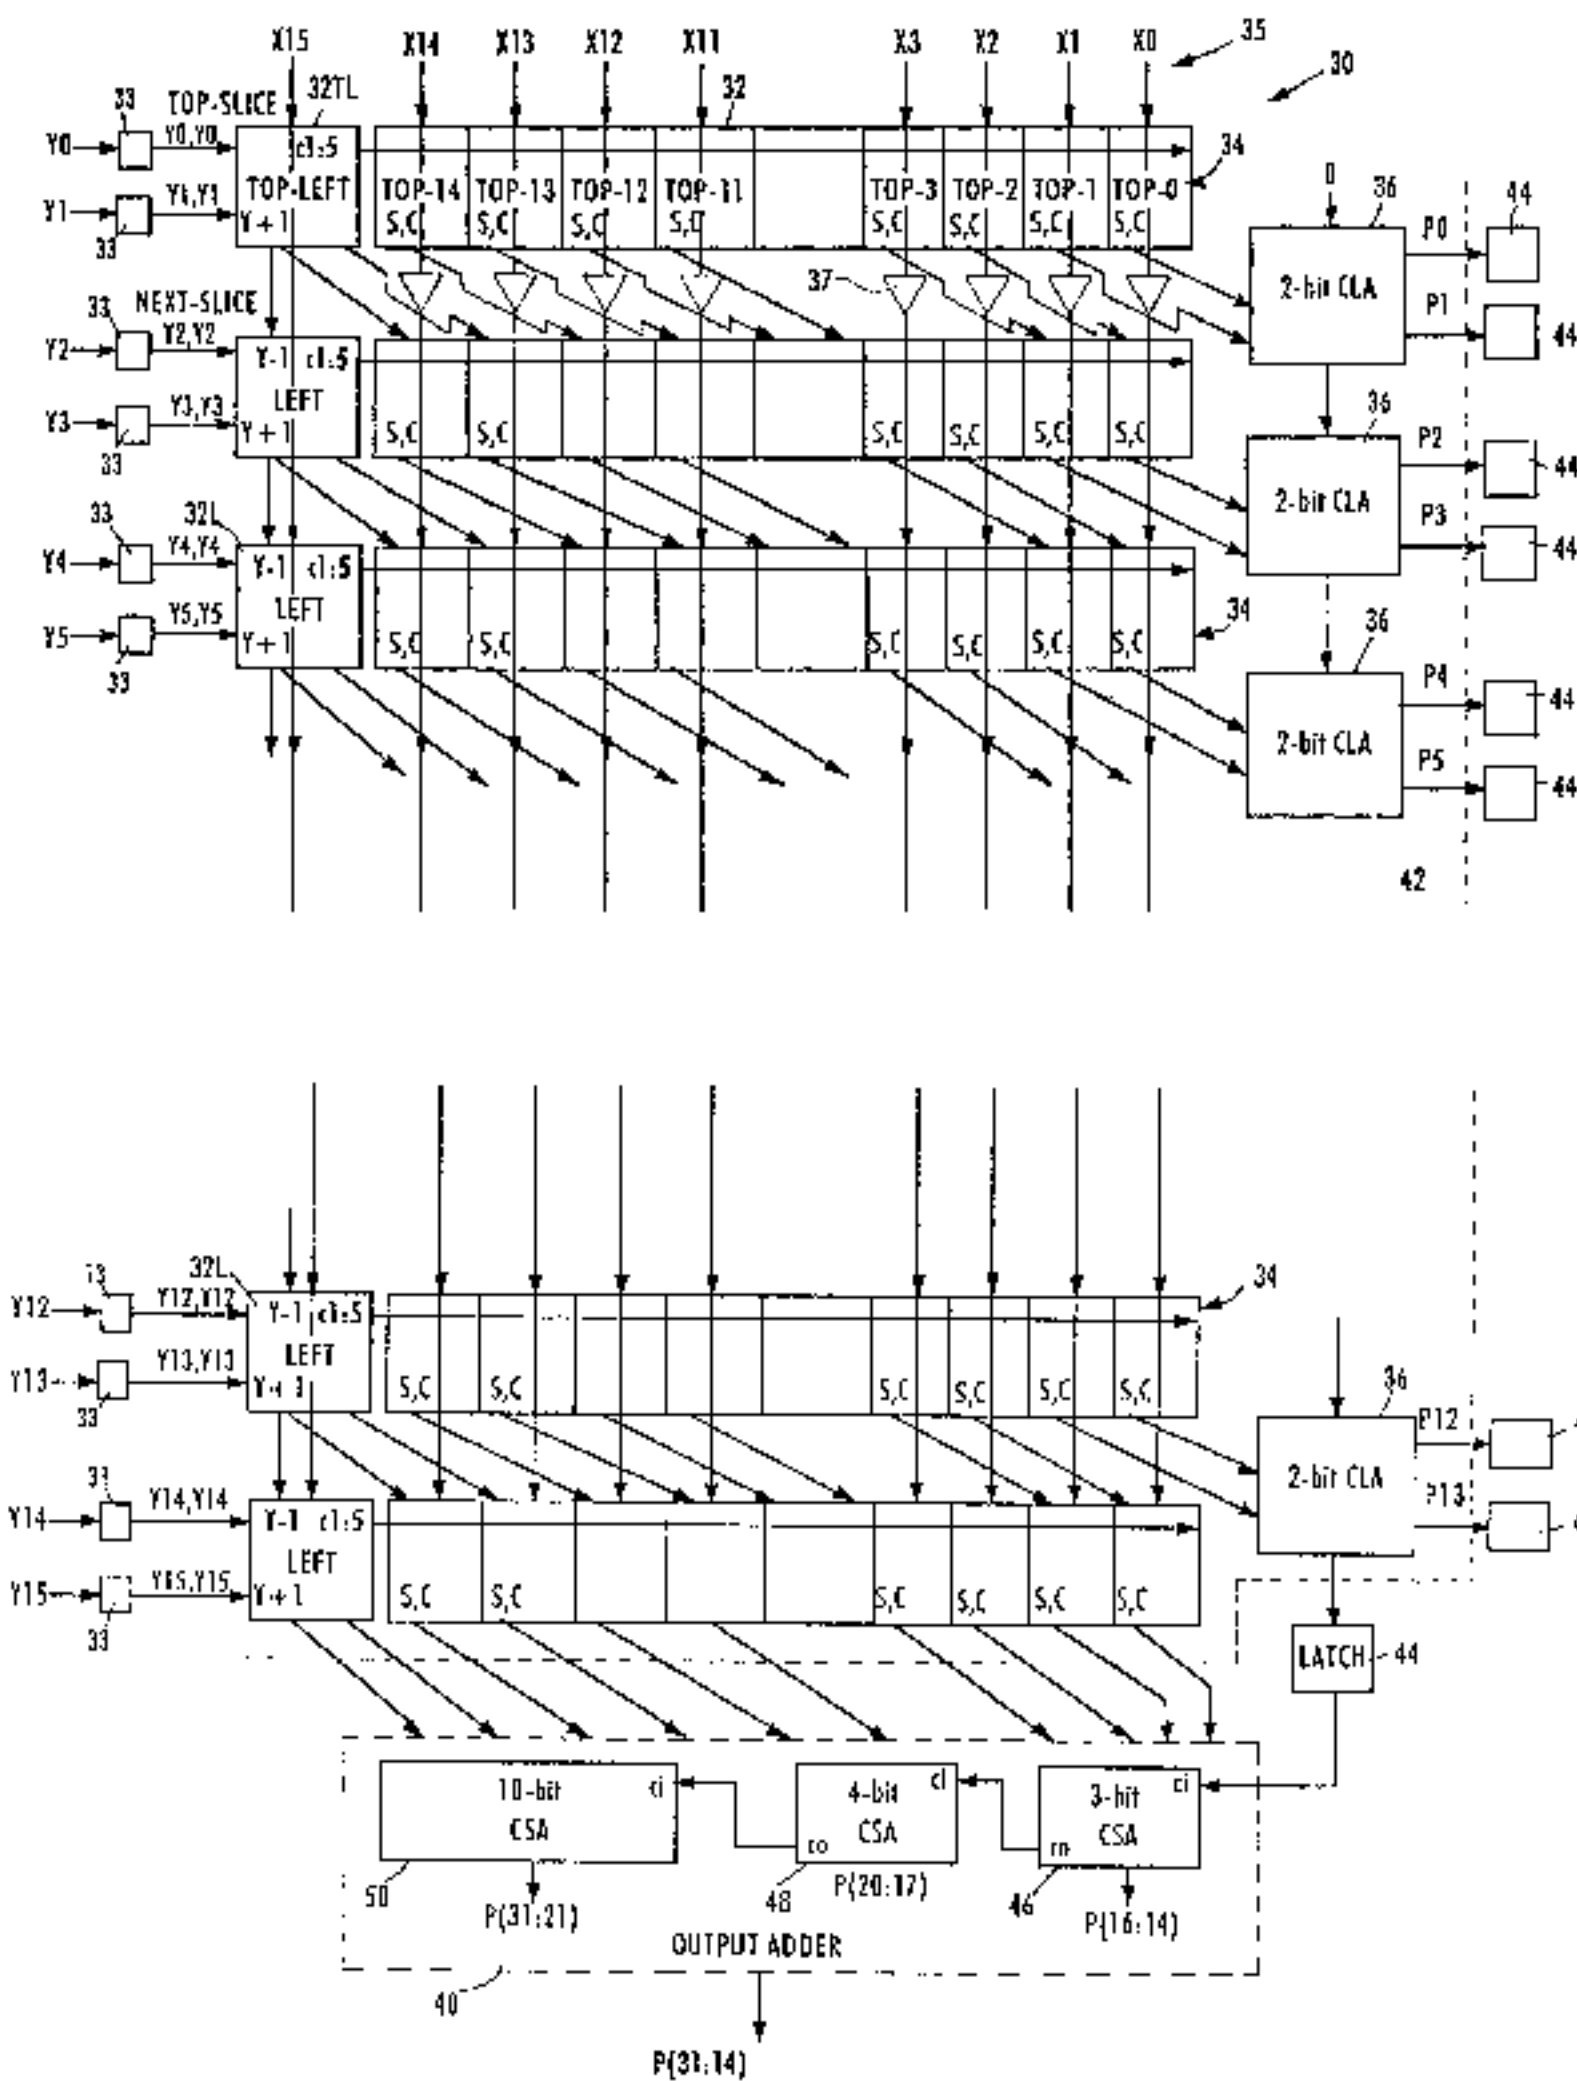 X15 X14 X13 X12 X11 X3 X2 X1 X0 35
30
33 TOP-SLICE 32TL 32
Y0 Y0,Y0 c1:5 34
TOP-LEFT TOP-14 TOP-13 TOP-12 TOP-11 TOP-3 TOP-2 TOP-1 TOP-0 0 36 44
Y1 Y1,Y1 Y+1 S,C S,C S,C S,C S,C S,C S,C S,C P0
33
37 2-bit CLA
33 NEXT-SLICE P1
Y2 Y2,Y2 Y-1 c1:5 44
LEFT
Y3 Y3,Y3 Y+1 S,C S,C S,C S,C S,C S,C 36 P2
33 44
33 32L 2-bit CLA P3
Y4 Y4,Y4 Y-1 c1:5 44
LEFT 34 36
Y5 Y5,Y5 Y+1 S,C S,C S,C S,C S,C S,C
33 P4 44
2-bit CLA P5
44
42
32L 34
Y12 Y12,Y12 Y-1 c1:5
LEFT
Y13 Y13,Y13 S,C S,C S,C S,C S,C S,C 36
33 P12
2-bit CLA
Y14 Y14,Y14 Y-1 c1:5 P13
LEFT
Y15 Y15,Y15 Y+1 S,C S,C S,C S,C S,C S,C
33
LATCH 44
10-bit ci 4-bit ci 3-bit ci
CSA co CSA CSA
50 48 P(20:17) 46
P(31:21) P(16:14)
OUTPUT ADDER
40
P(31:14)